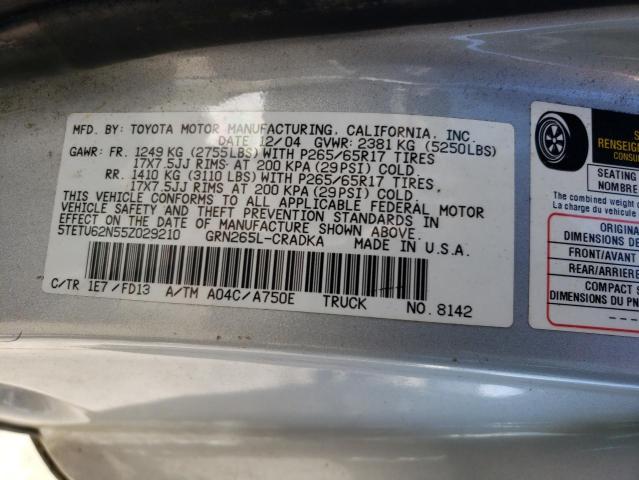 MFD. BY: TOYOTA MOTOR MANUFACTURING, CALIFORNIA, INC.
DATE 12/04 GVWR: 2381 KG (5250LBS)
GAWR: FR. 1249 KG (2755LBS) WITH P265/65R17 TIRES
17X7.5JJ RIMS AT 200 KPA (29PSI) COLD.
RR. 1410 KG (3110 LBS) WITH P265/65R17 TIRES,
17X7.5JJ RIMS AT 200 KPA (29PSI) COLD.
THIS VEHICLE CONFORMS TO ALL APPLICABLE FEDERAL MOTOR
VEHICLE SAFETY AND THEFT PREVENTION STANDARDS IN
EFFECT ON THE DATE OF MANUFACTURE SHOWN ABOVE.
5TETU62N55Z029210 GRN265L-CRADKA MADE IN U.S.A.
C/TR 1E7 /FD13 A/TM A04C/A750E TRUCK NO. 8142
RENSEIGN
SEATING
NOMBRE
The combined weight o
La charge du véhicule
ORIGINA
DIMENSIONS DE
FRONT/AVANT
REAR/ARRIERE
COMPACT S
DIMENSIONS DU PN